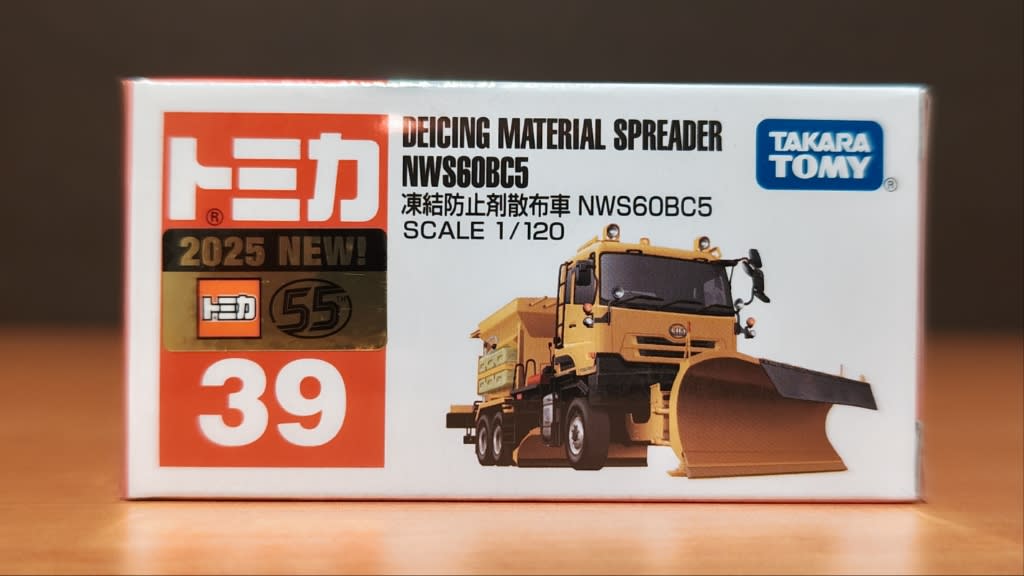 トミカ
®
2025 NEW!
トミカ
55TM
39
DEICING MATERIAL SPREADER
NWS60BC5
凍結防止剤散布車 NWS60BC5
SCALE 1/120
TAKARA
TOMY
®